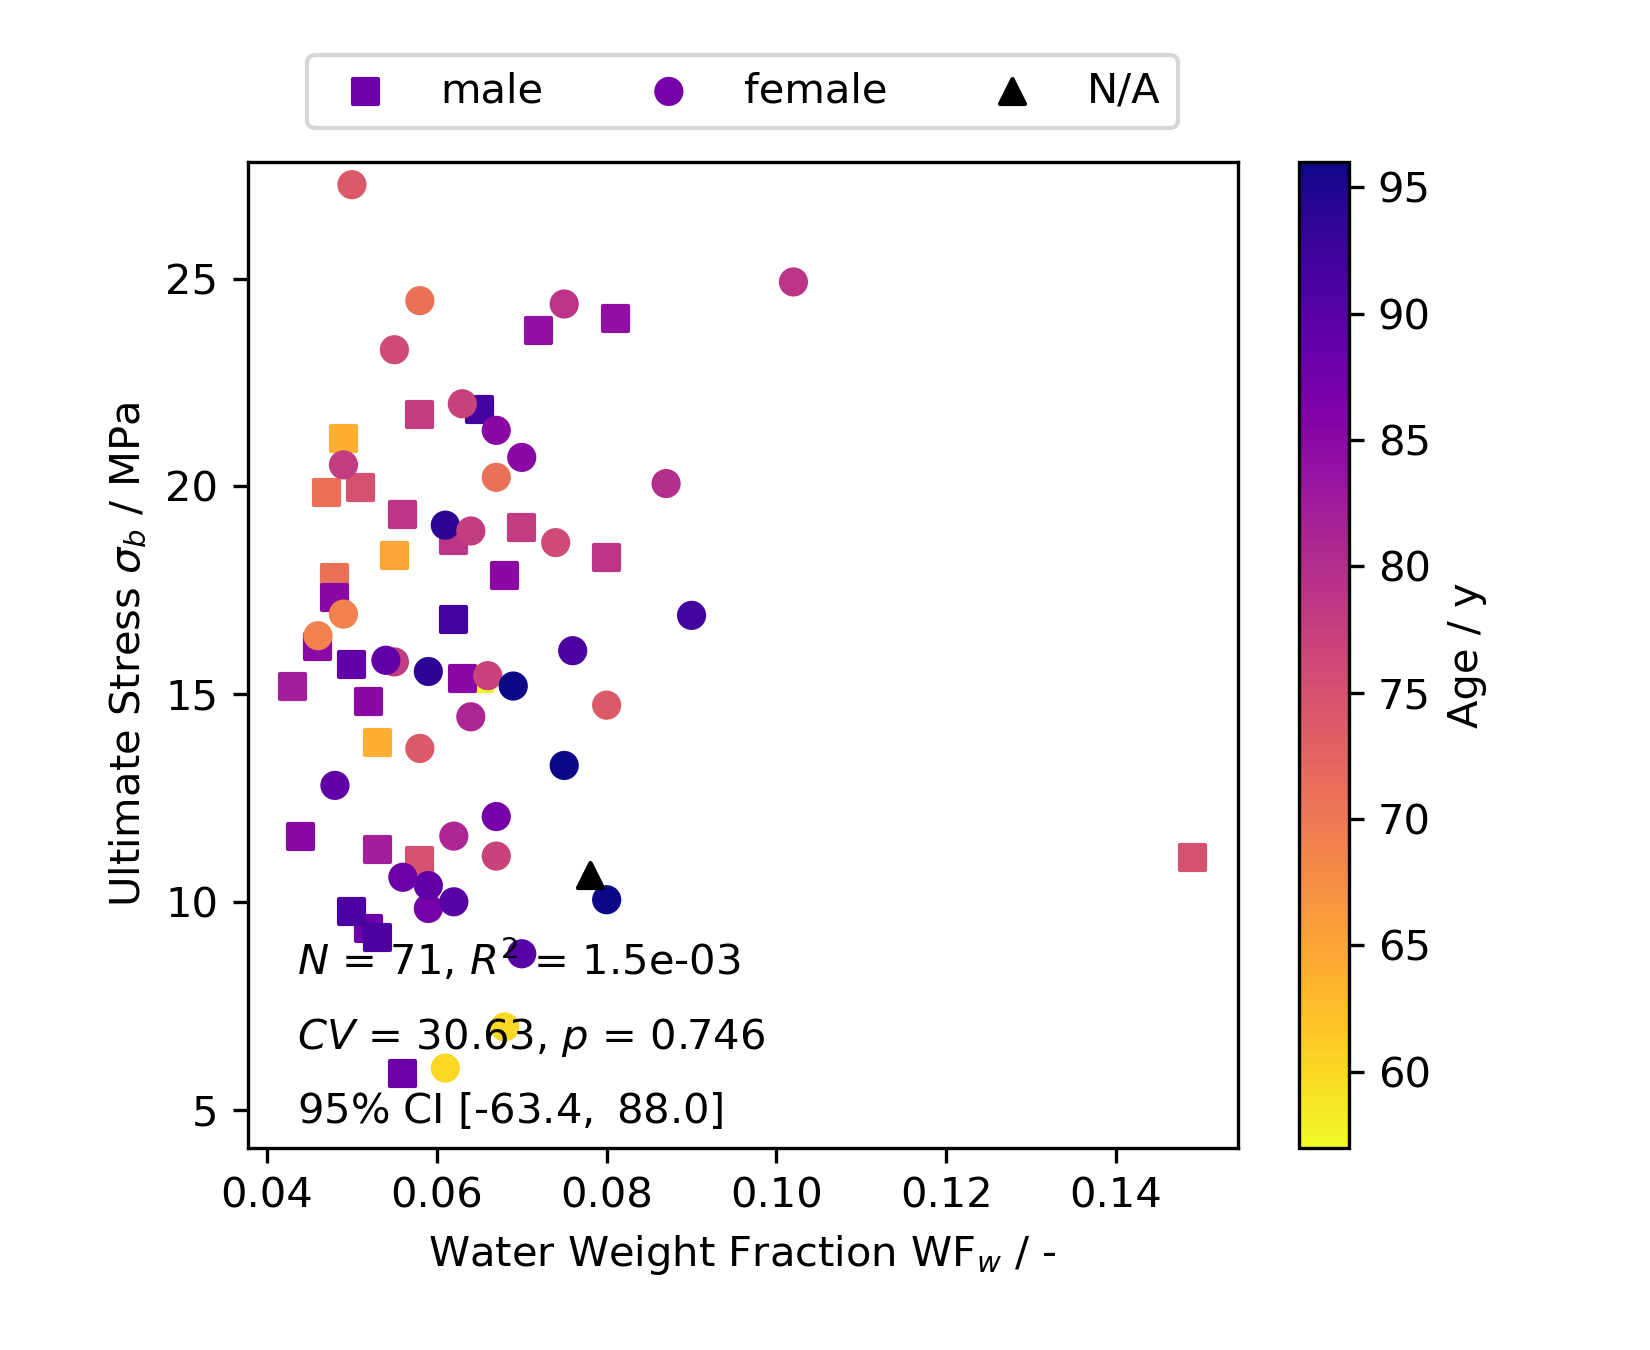 male female N/A
25
20
15
10
5
Ultimate Stress σb / MPa
N = 71, R² = 1.5e-03
CV = 30.63, p = 0.746
95% CI [-63.4, 88.0]
0.04 0.06 0.08 0.10 0.12 0.14
Water Weight Fraction WFw / -
95
90
85
80
75
70
65
60
Age / y